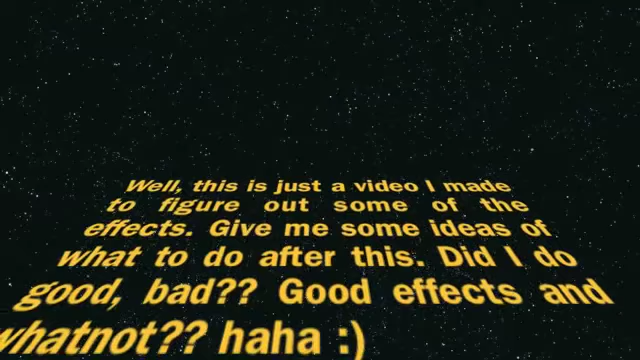 Well, this is just a video I made
to figure out some of the
effects. Give me some ideas of
what to do after this. Did I do
good, bad?? Good effects and
whatnot?? haha :)